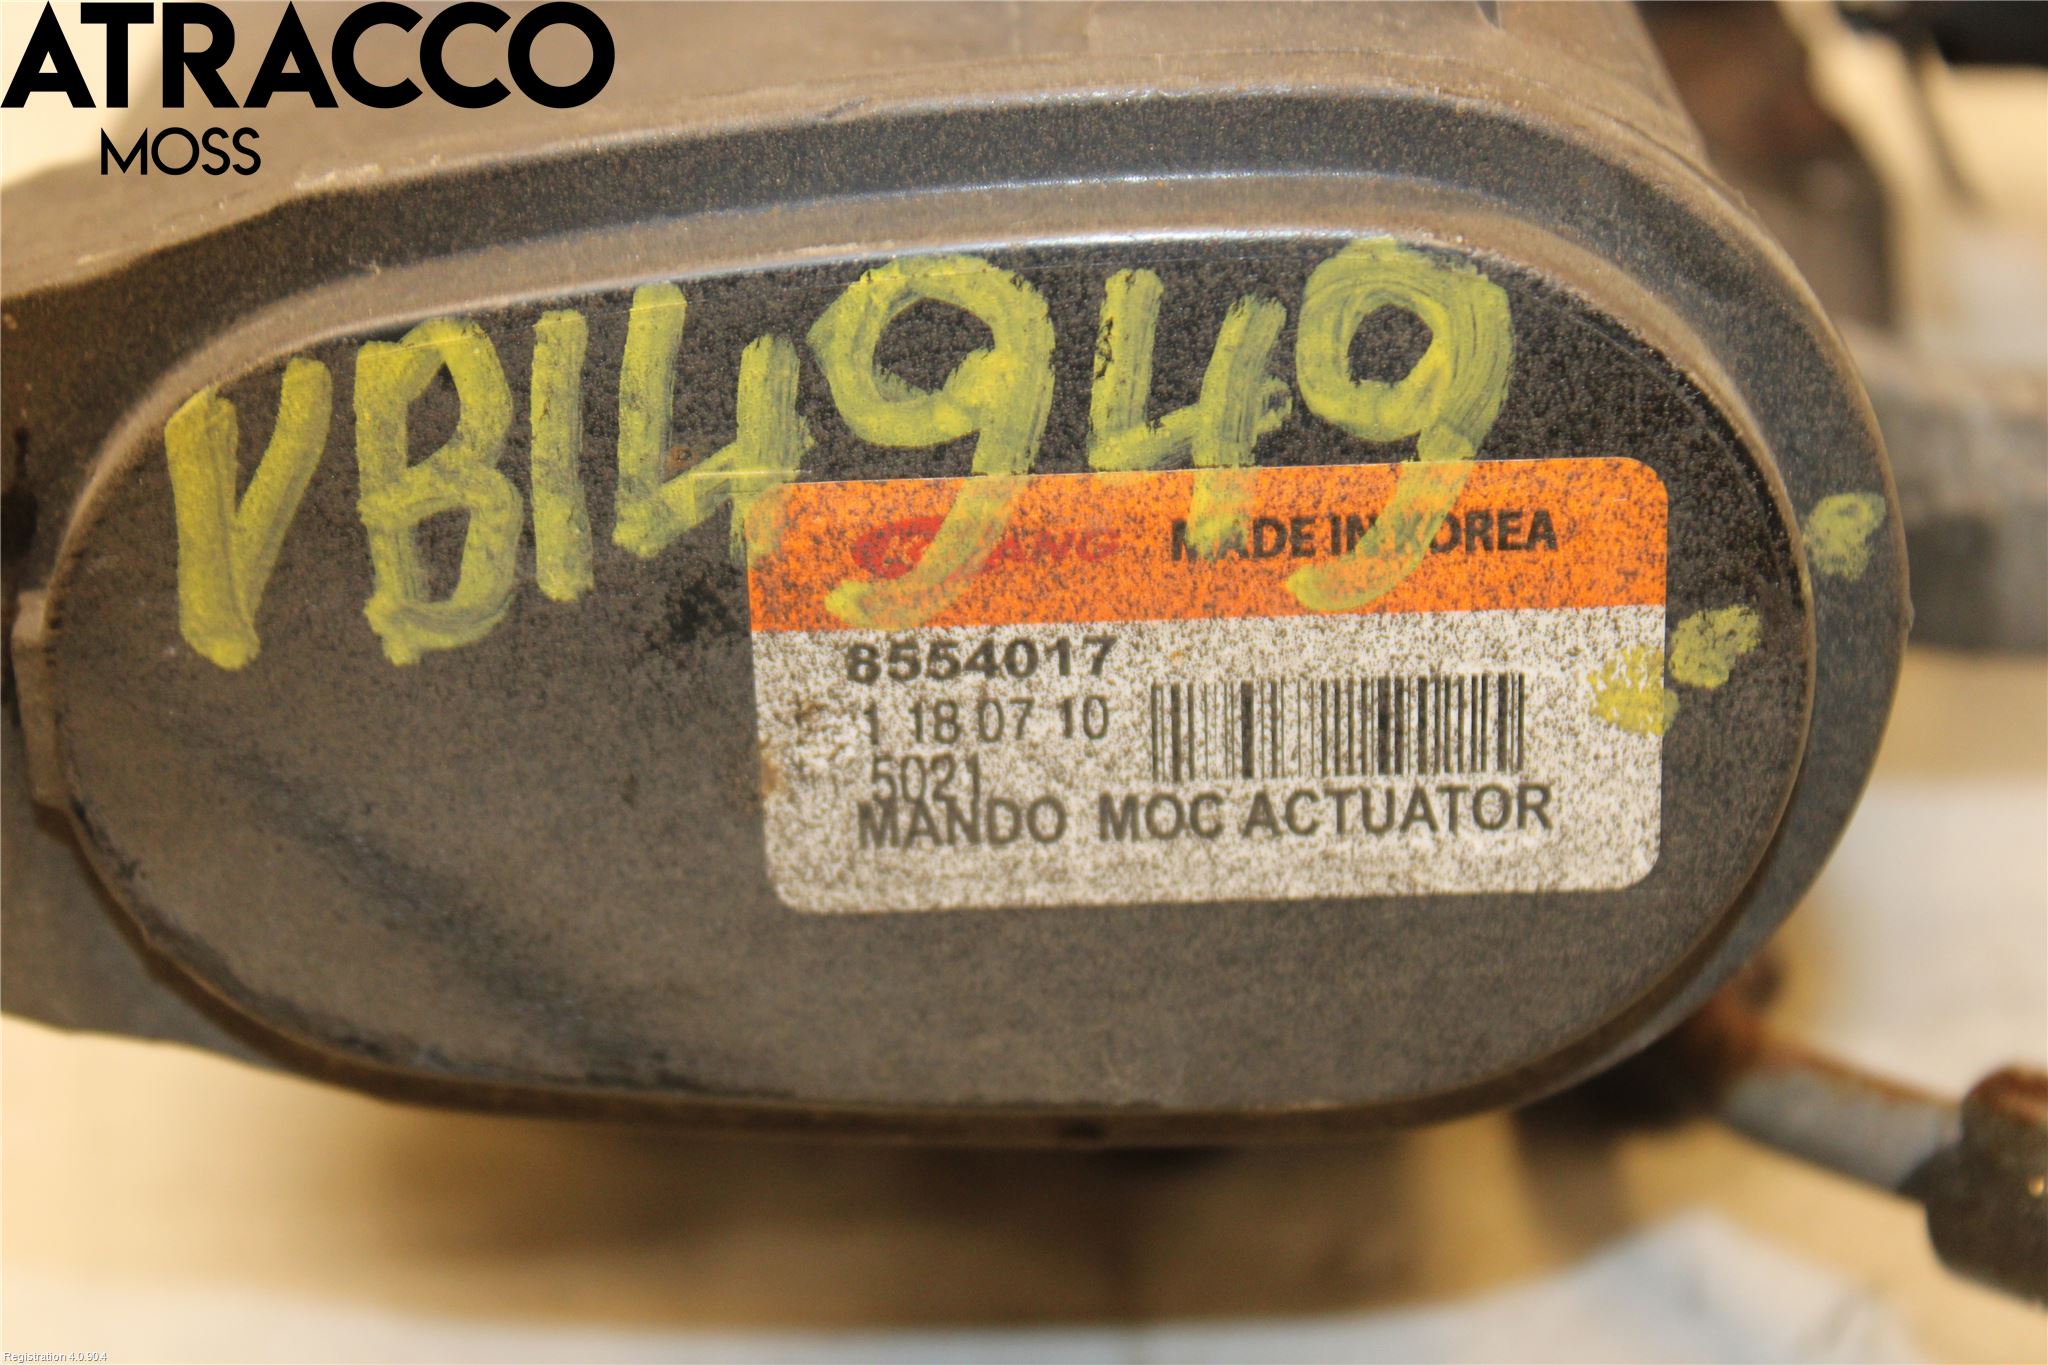 ATRACCO
MOSS
VB14949
MADE IN KOREA
8554017
1 18 07 10
5021
MANDO MOC ACTUATOR
Registration 4.0.90.4